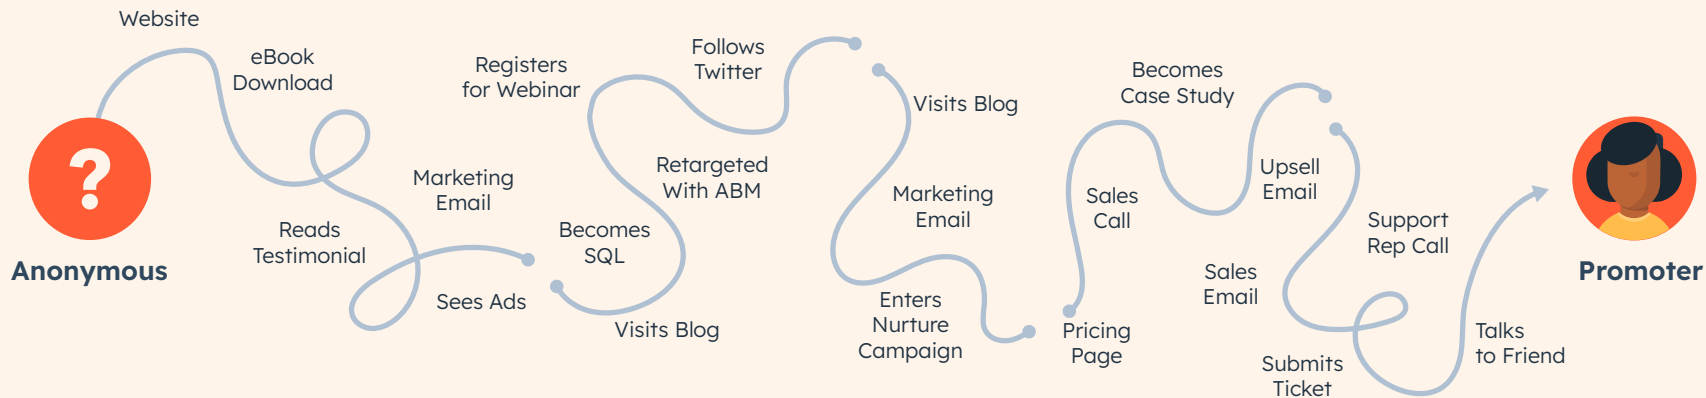 Website
eBook
Download
Registers
for Webinar
Follows
Twitter
Visits Blog
Becomes
Case Study
?
Anonymous
Reads
Testimonial
Marketing
Email
Sees Ads
Becomes
SQL
Visits Blog
Retargeted
With ABM
Marketing
Email
Enters
Nurture
Campaign
Pricing
Page
Sales
Call
Upsell
Email
Sales
Email
Support
Rep Call
Submits
Ticket
Talks
to Friend
Promoter